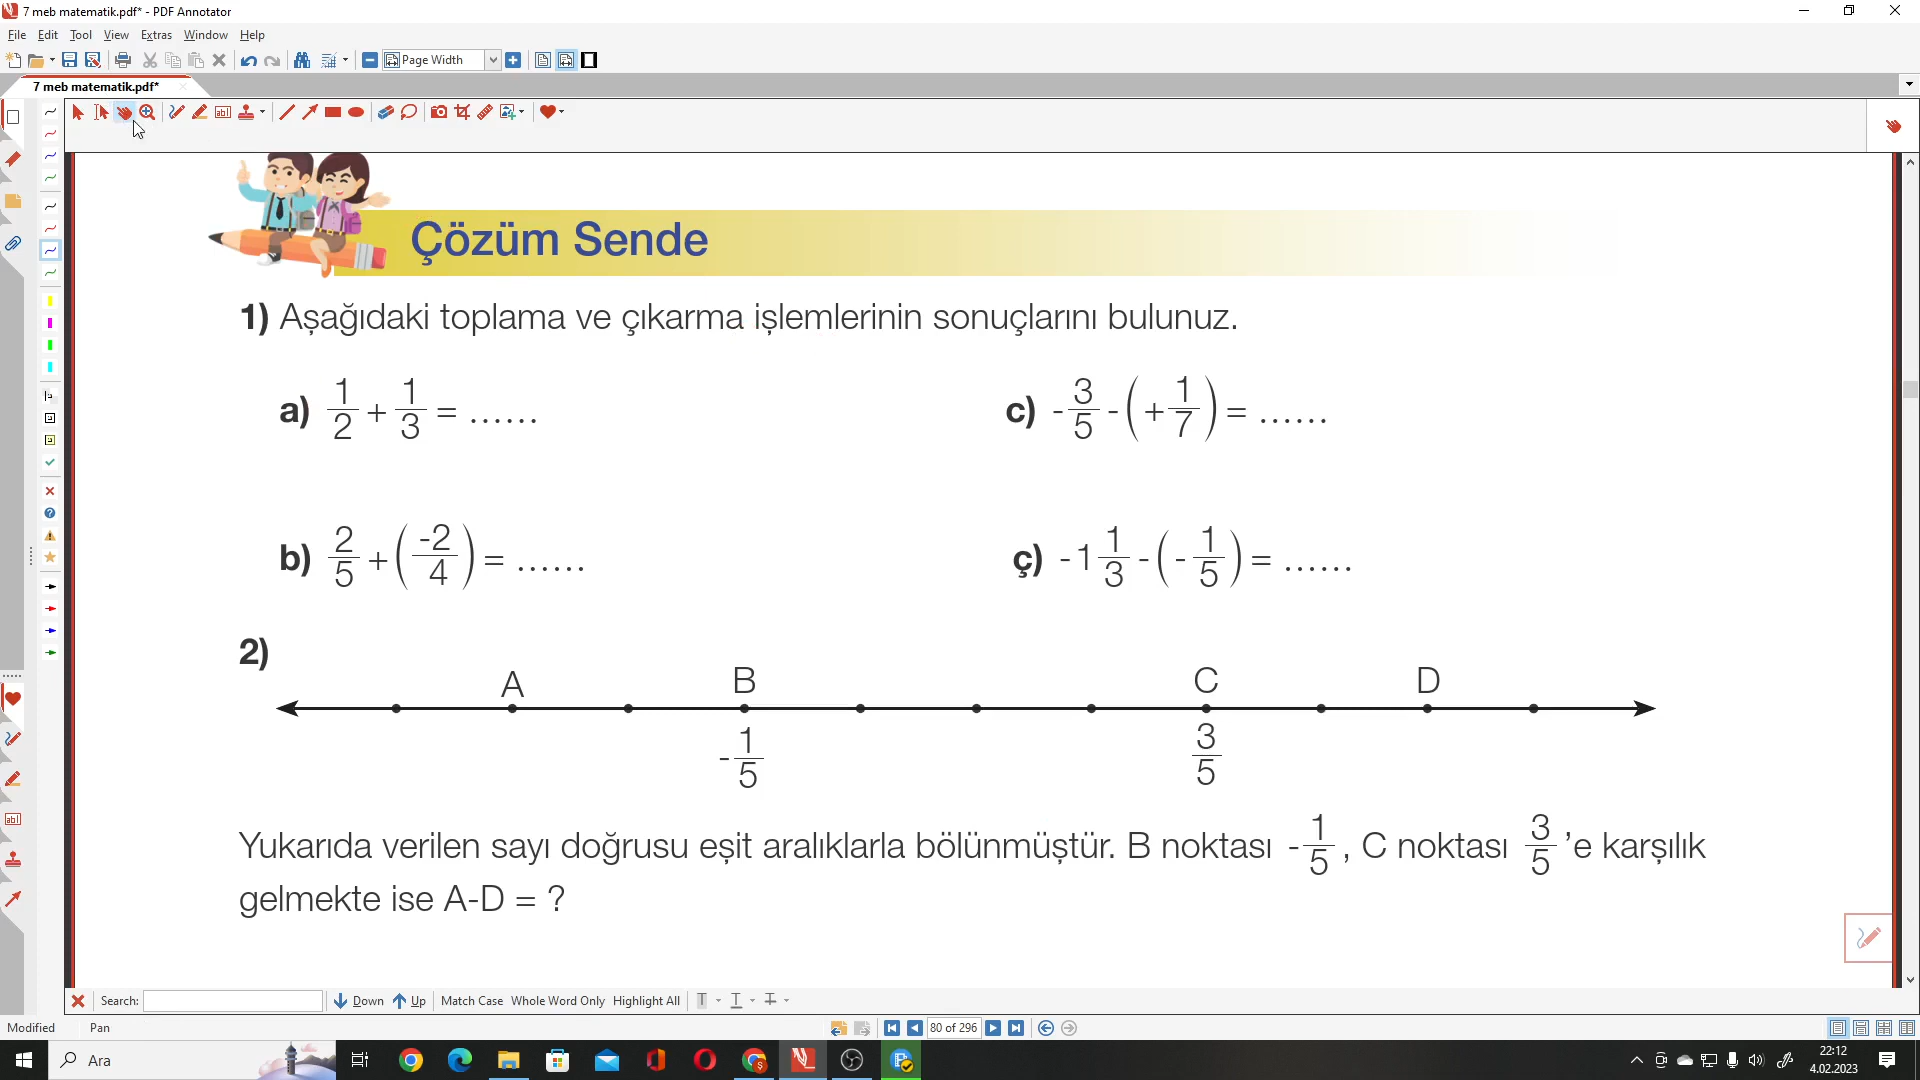 7 meb matematik.pdf* - PDF Annotator
File Edit Tool View Extras Window Help
Page Width
7 meb matematik.pdf*
Çözüm Sende
1) Aşağıdaki toplama ve çıkarma işlemlerinin sonuçlarını bulunuz.
a) 1/2 + 1/3 = ......
c) -3/5 - (+1/7) = ......
b) 2/5 + (-2/4) = ......
ç) -1 1/3 - (-1/5) = ......
2)
A B C D
-1/5 3/5
Yukarıda verilen sayı doğrusu eşit aralıklarla bölünmüştür. B noktası -1/5, C noktası 3/5'e karşılık
gelmekte ise A-D = ?
Search: Down Up Match Case Whole Word Only Highlight All
Modified Pan 80 of 296
Ara
22:12
4.02.2023